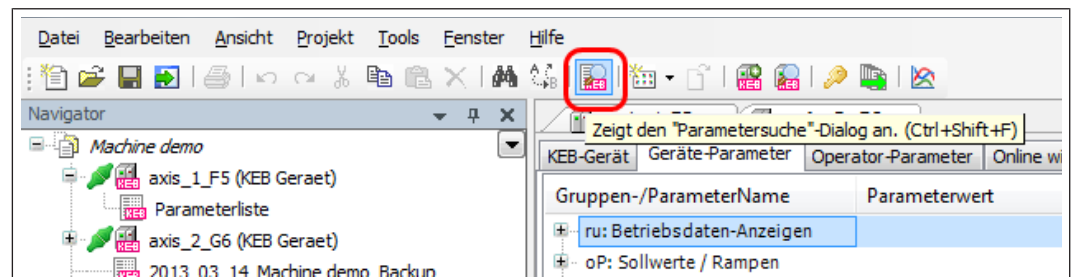 Datei Bearbeiten Ansicht Projekt Tools Fenster Hilfe
Navigator
Zeigt den "Parametersuche"-Dialog an. (Ctrl+Shift+F)
Machine demo
KEB-Gerät Geräte-Parameter Operator-Parameter Online wi
axis_1_F5 (KEB Geraet)
Gruppen-/ParameterName Parameterwert
Parameterliste
ru: Betriebsdaten-Anzeigen
axis_2_G6 (KEB Geraet)
oP: Sollwerte / Rampen
2013_03_14_Machine demo_Backup